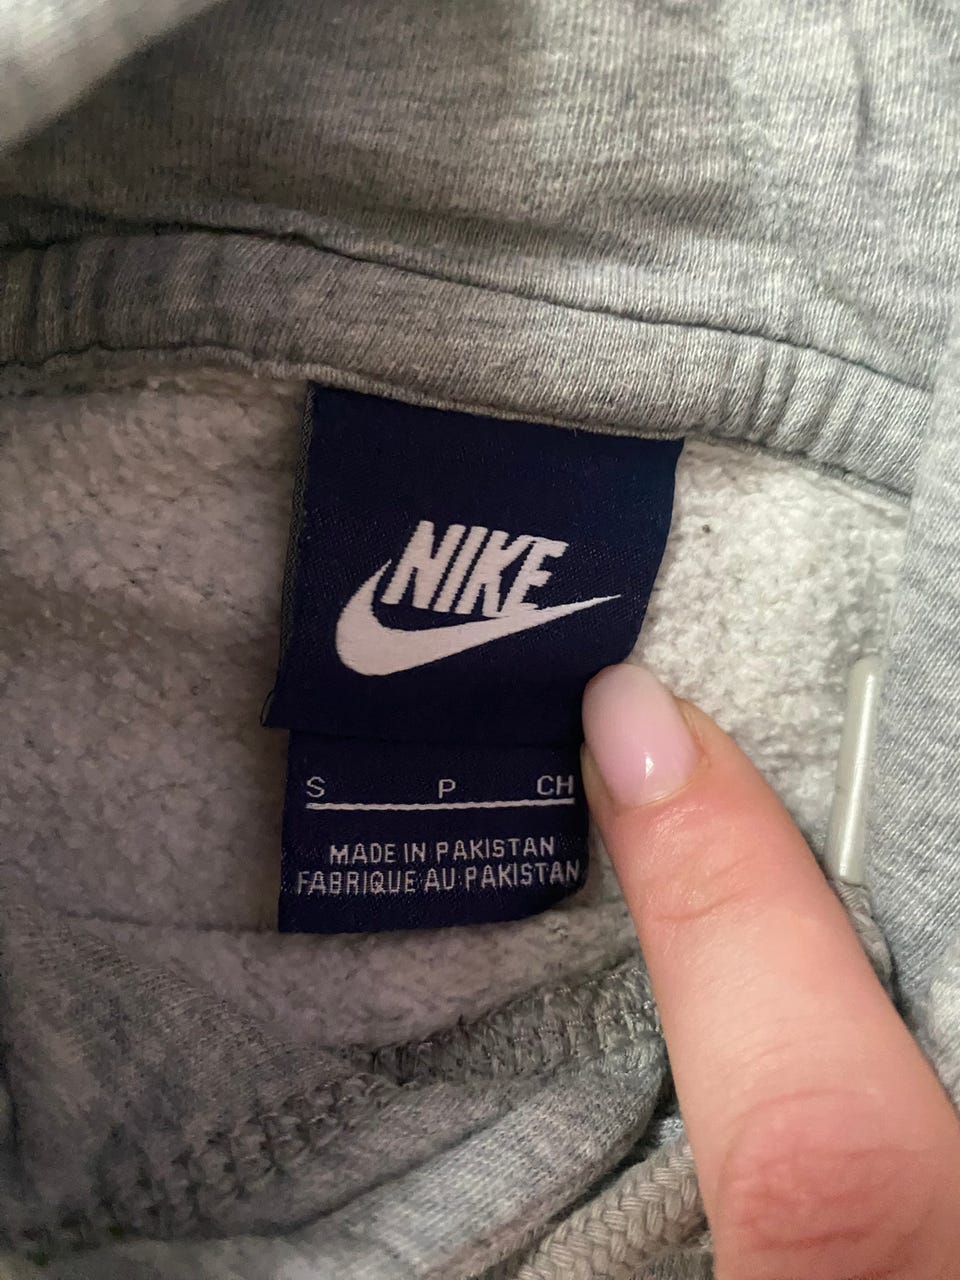 NIKE
S P CH
MADE IN PAKISTAN
FABRIQUE AU PAKISTAN